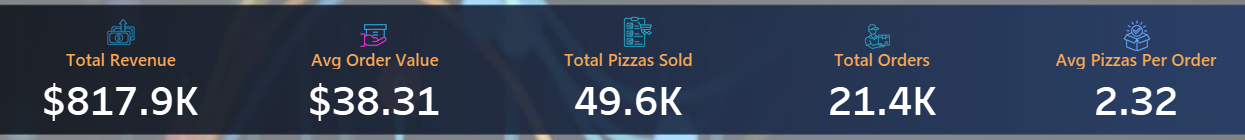 Total Revenue Avg Order Value Total Pizzas Sold Total Orders Avg Pizzas Per Order
$817.9K $38.31 49.6K 21.4K 2.32